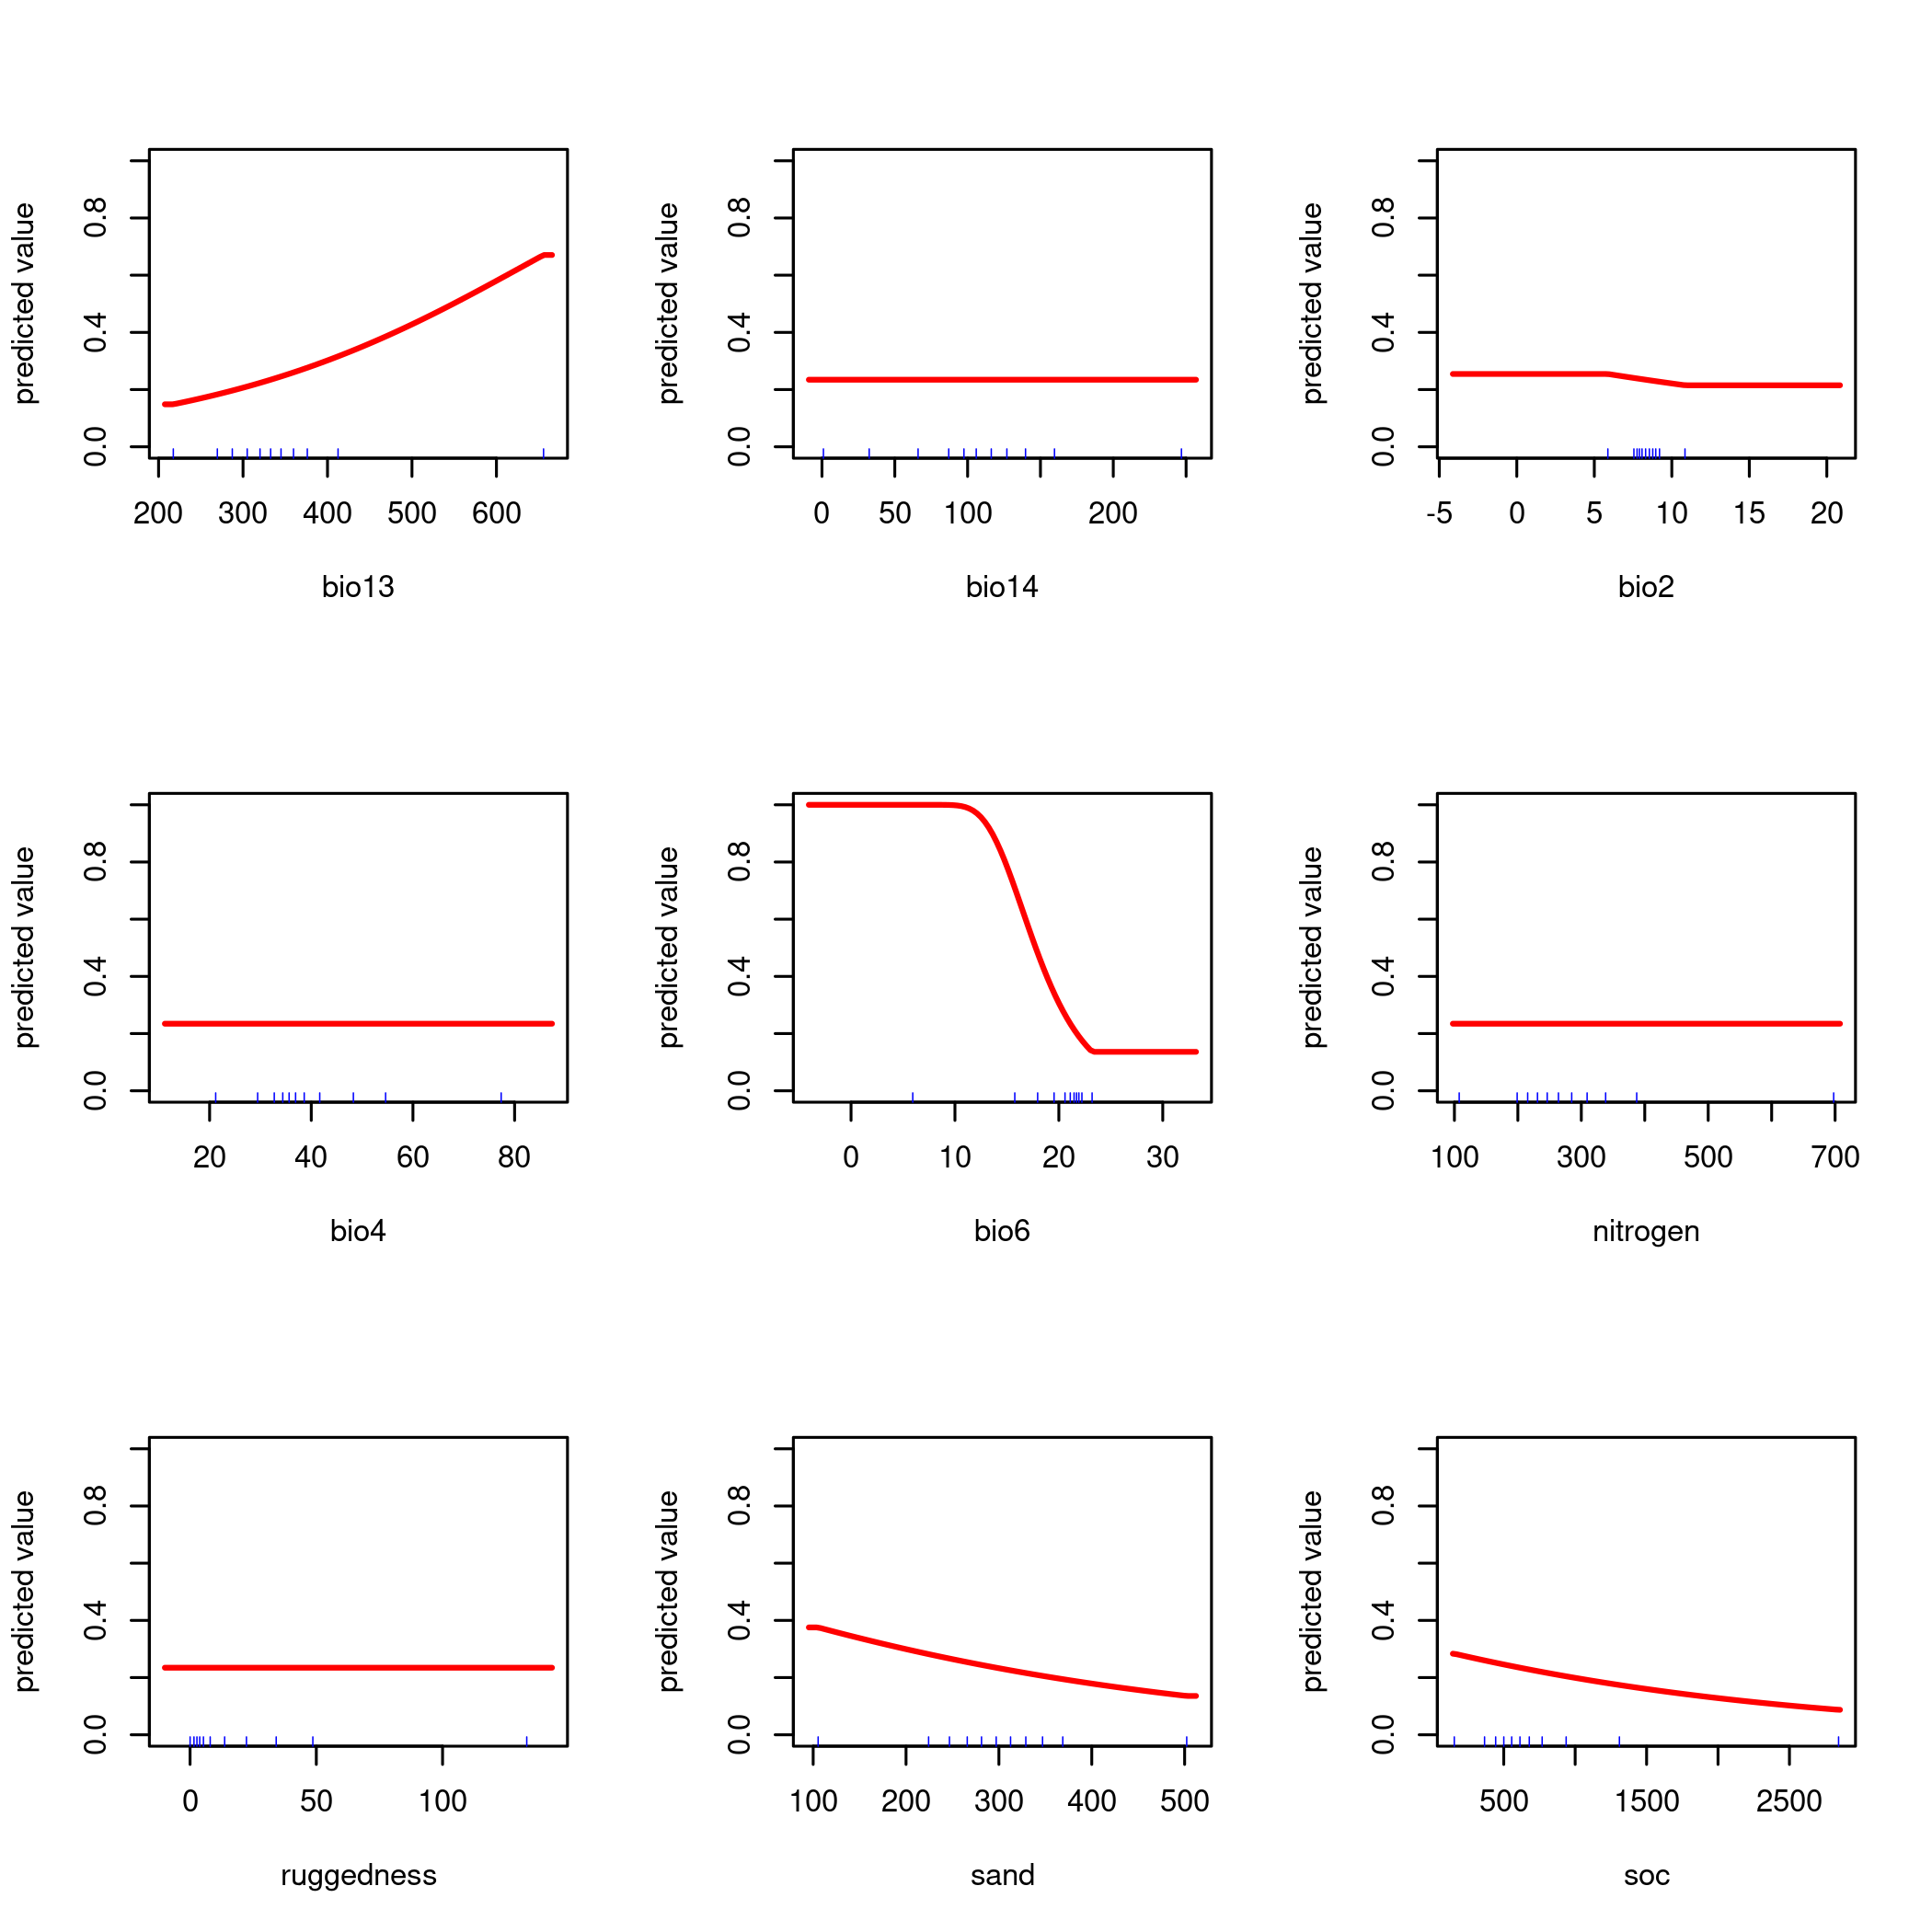 predicted value
0.0 0.4 0.8
200 300 400 500 600
bio13
predicted value
0.0 0.4 0.8
0 50 100 200
bio14
predicted value
0.0 0.4 0.8
-5 0 5 10 15 20
bio2
predicted value
0.0 0.4 0.8
20 40 60 80
bio4
predicted value
0.0 0.4 0.8
0 10 20 30
bio6
predicted value
0.0 0.4 0.8
100 300 500 700
nitrogen
predicted value
0.0 0.4 0.8
0 50 100
ruggedness
predicted value
0.0 0.4 0.8
100 200 300 400 500
sand
predicted value
0.0 0.4 0.8
500 1500 2500
soc